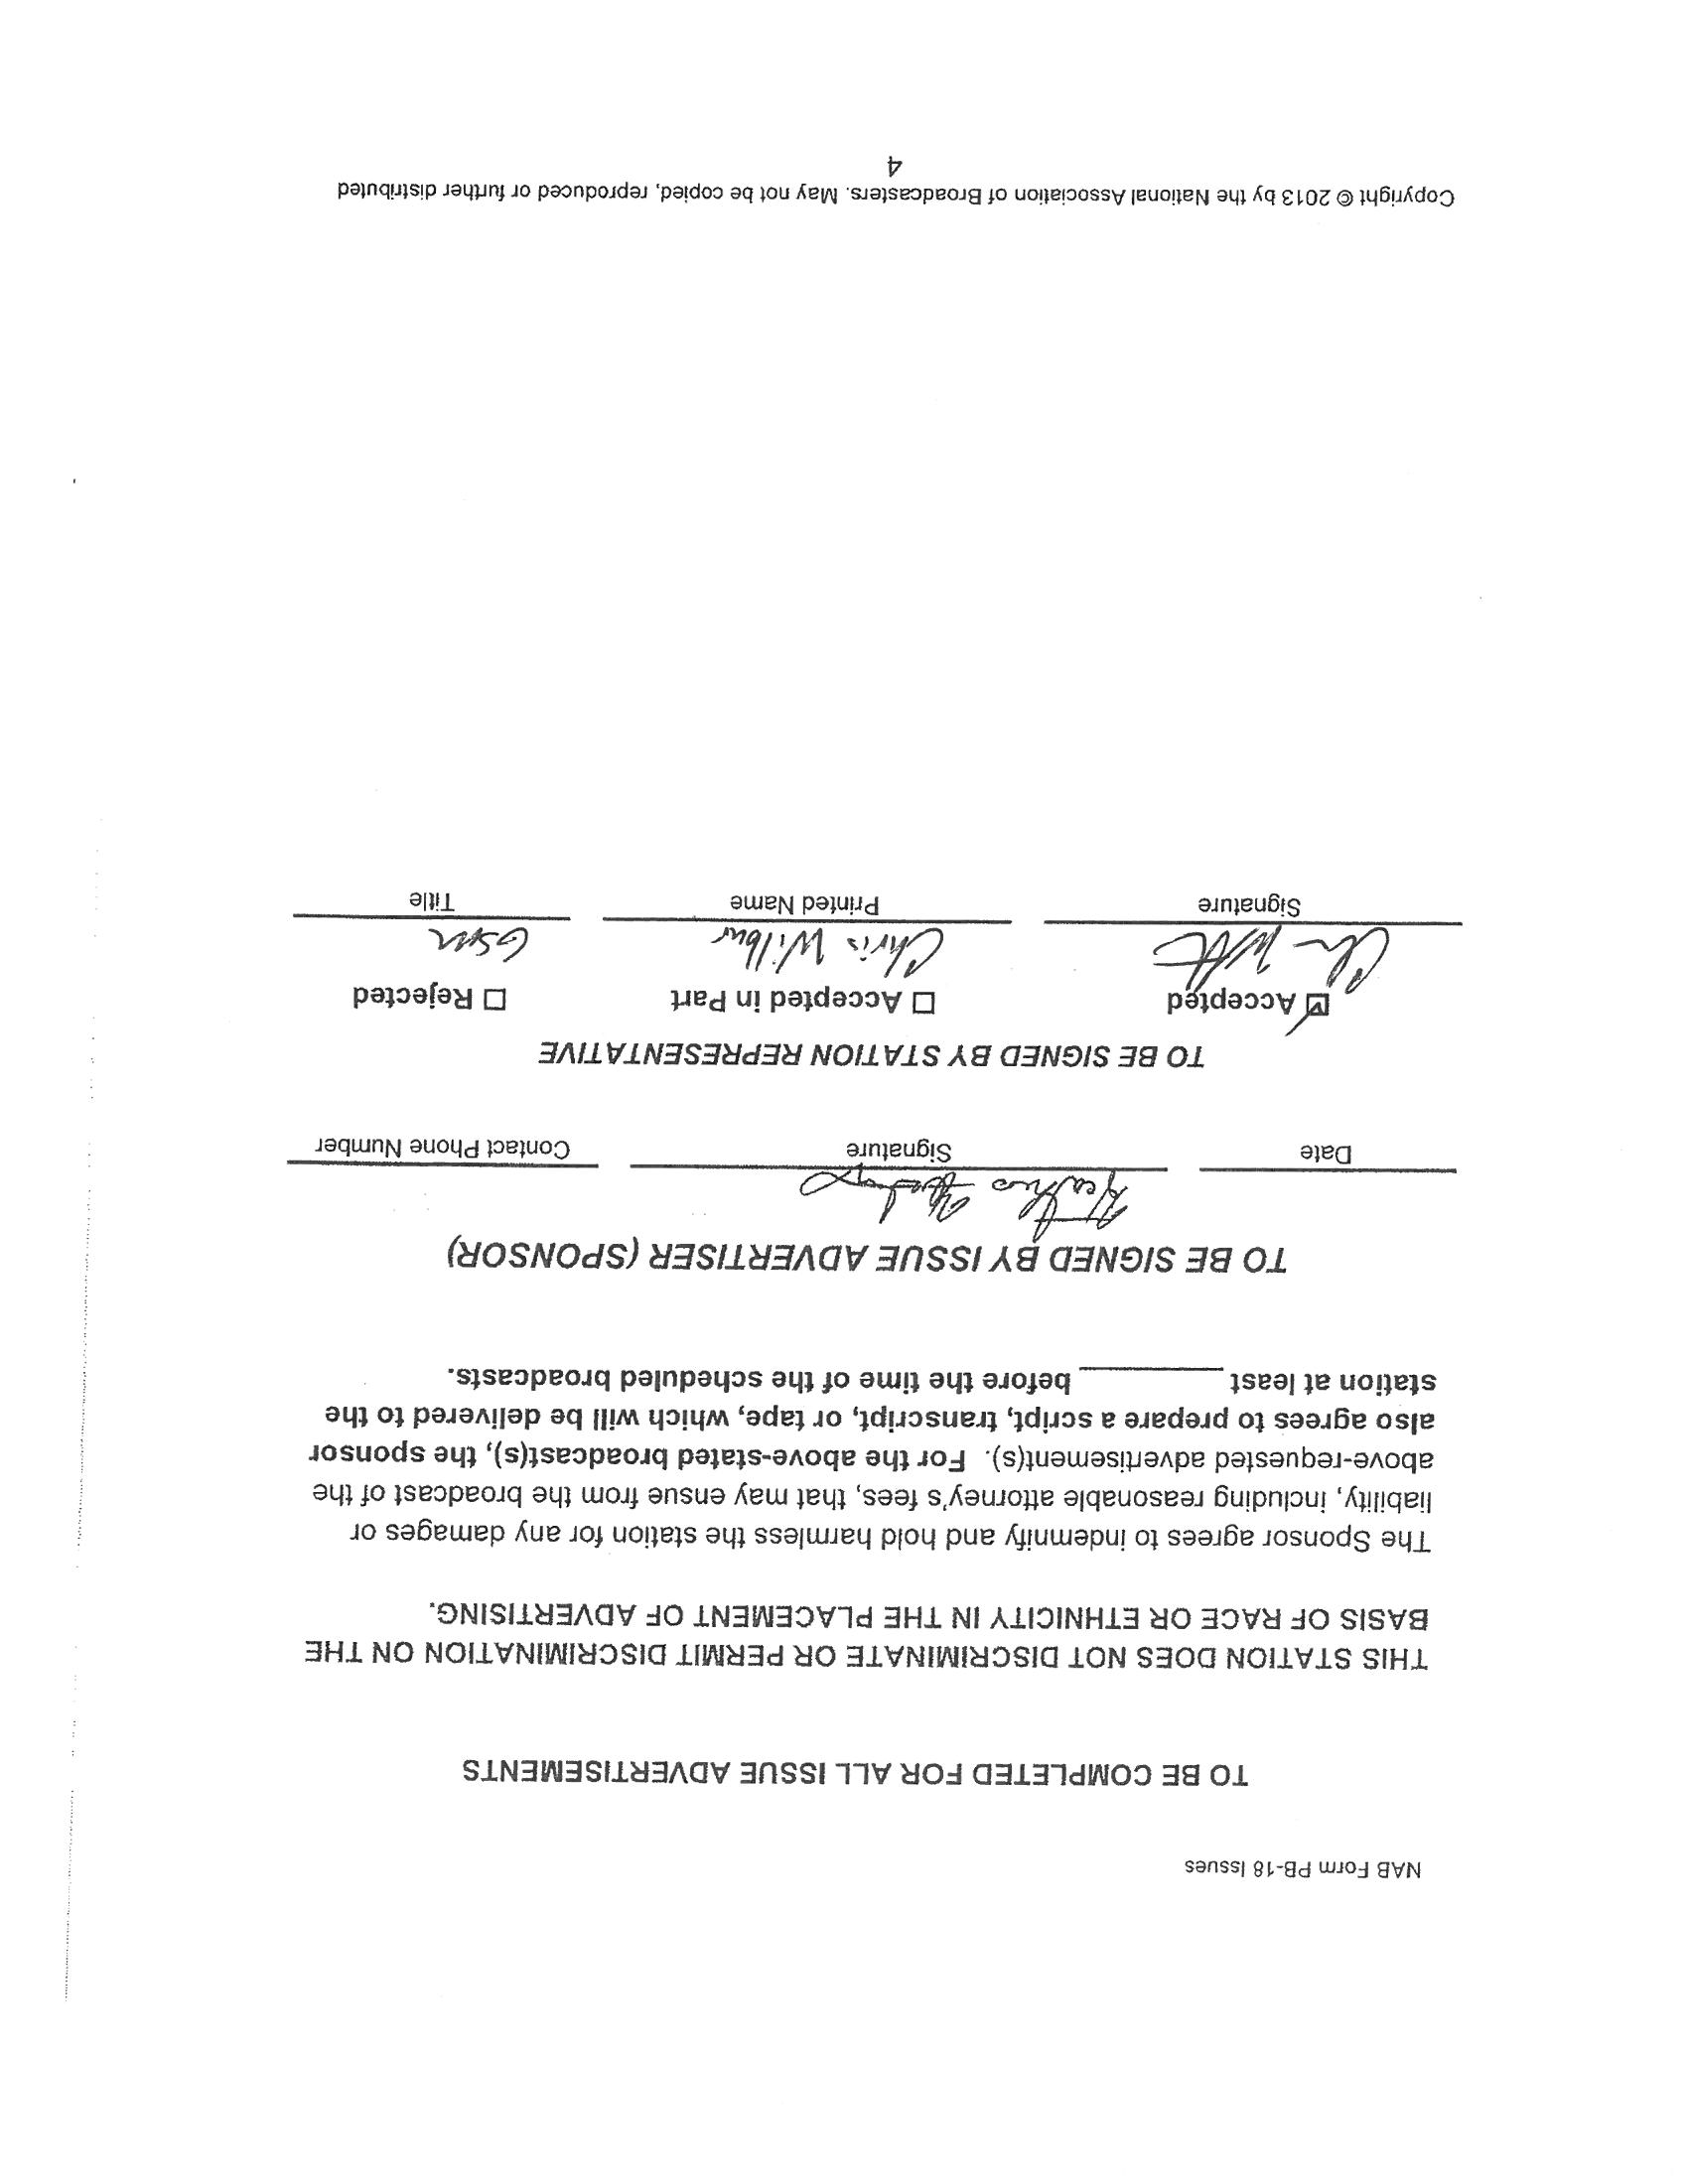 NAB Form PB-18 Issues
TO BE COMPLETED FOR ALL ISSUE ADVERTISEMENTS
THIS STATION DOES NOT DISCRIMINATE OR PERMIT DISCRIMINATION ON THE
BASIS OF RACE OR ETHNICITY IN THE PLACEMENT OF ADVERTISING.
The Sponsor agrees to indemnify and hold harmless the station for any damages or
liability, including reasonable attorney's fees, that may ensue from the broadcast of the
above-requested advertisement(s). For the above-stated broadcast(s), the sponsor
also agrees to prepare a script, transcript, or tape, which will be delivered to the
station at least ________ before the time of the scheduled broadcasts.
TO BE SIGNED BY ISSUE ADVERTISER (SPONSOR)
Date Signature Contact Phone Number
TO BE SIGNED BY STATION REPRESENTATIVE
☑ Accepted ☐ Accepted in Part ☐ Rejected
Chris Wilbur GSM
Signature Printed Name Title
Copyright © 2013 by the National Association of Broadcasters. May not be copied, reproduced or further distributed
4